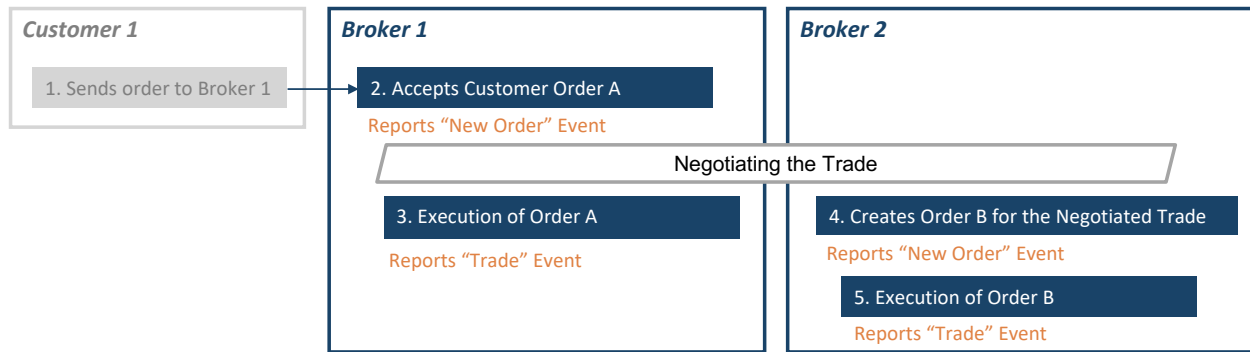 Customer 1
1. Sends order to Broker 1
Broker 1
2. Accepts Customer Order A
Reports “New Order” Event
Negotiating the Trade
3. Execution of Order A
Reports “Trade” Event
Broker 2
4. Creates Order B for the Negotiated Trade
Reports “New Order” Event
5. Execution of Order B
Reports “Trade” Event